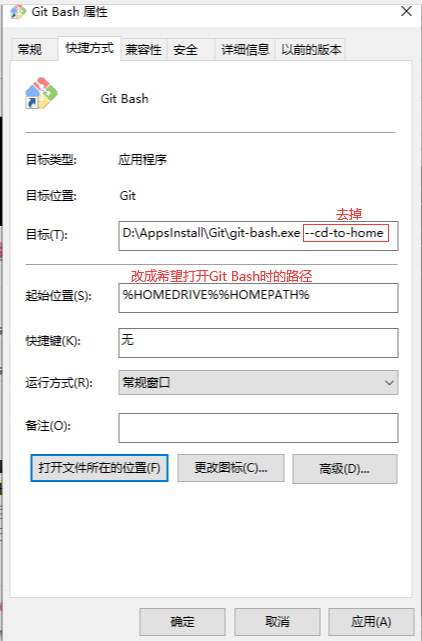 Git Bash 属性
常规 快捷方式 兼容性 安全 详细信息 以前的版本
Git Bash
目标类型: 应用程序
目标位置: Git
去掉
目标(T): D:\AppsInstall\Git\git-bash.exe --cd-to-home
改成希望打开Git Bash时的路径
起始位置(S): %HOMEDRIVE%%HOMEPATH%
快捷键(K): 无
运行方式(R): 常规窗口
备注(O):
打开文件所在的位置(F) 更改图标(C)... 高级(D)...
确定 取消 应用(A)